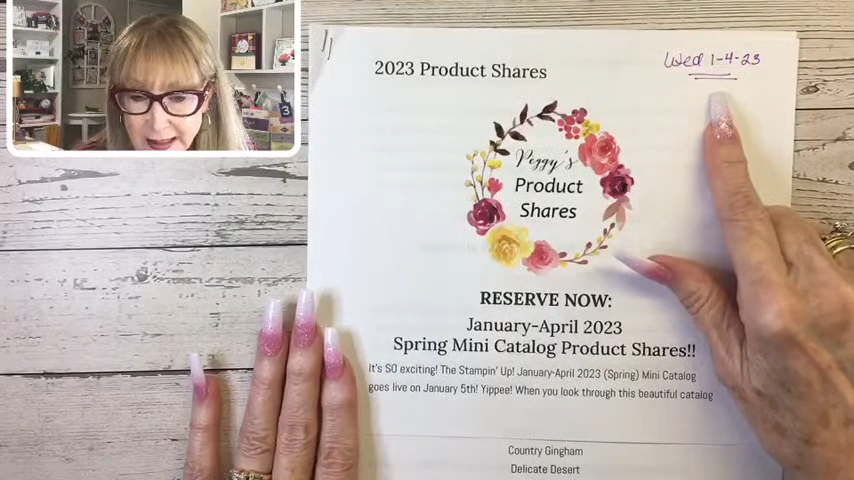 2023 Product Shares
Wed 1-4-23
Peggy's
Product
Shares
RESERVE NOW:
January-April 2023
Spring Mini Catalog Product Shares!!
It's SO exciting! The Stampin' Up! January-April 2023 (Spring) Mini Catalog
goes live on January 5th! Yippee! When you look through this beautiful catalog
Country Gingham
Delicate Desert